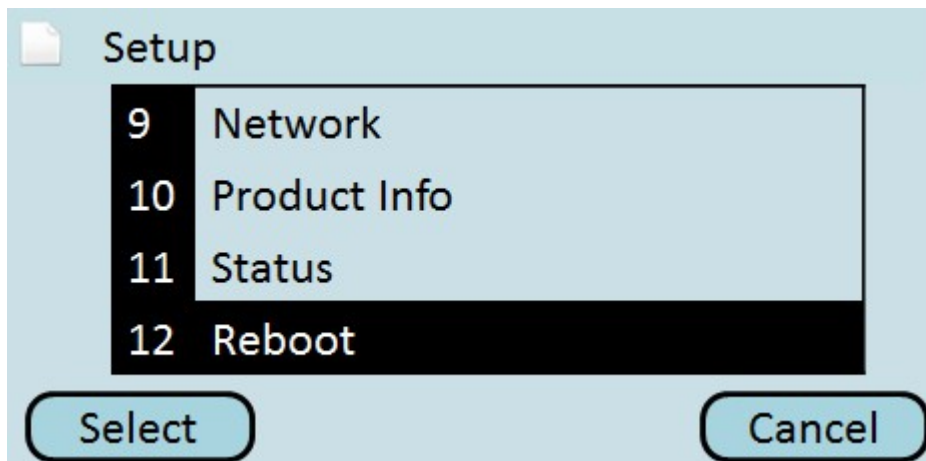 Setup
9 Network
10 Product Info
11 Status
12 Reboot
Select Cancel